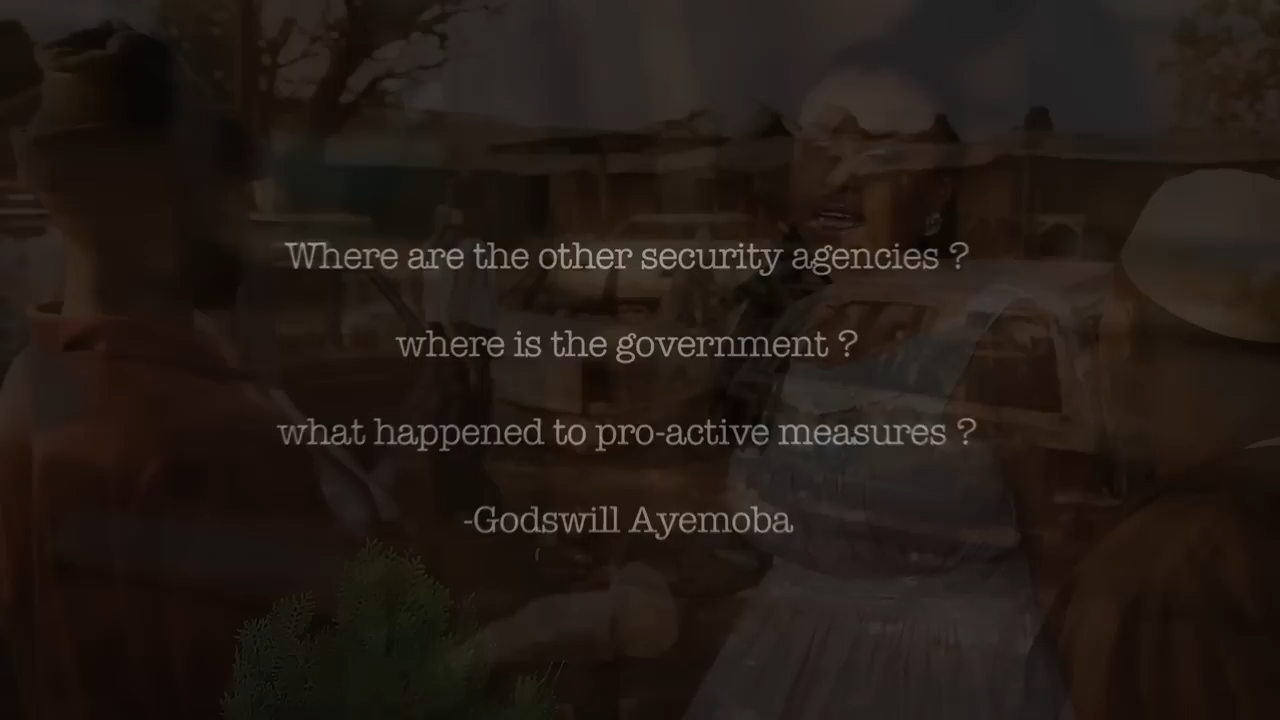 Where are the other security agencies ?
where is the government ?
what happened to pro-active measures ?
-Godswill Ayemoba